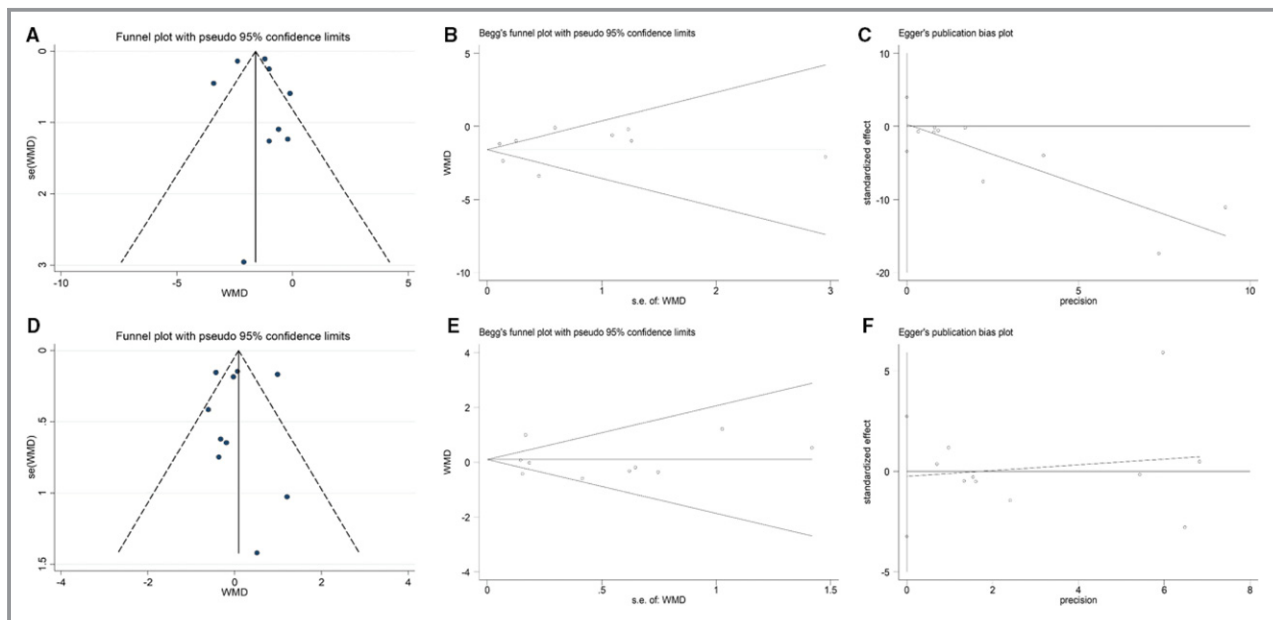 A
Funnel plot with pseudo 95% confidence limits
0
1
2
3
se(WMD)
-10
-5
0
5
WMD
B
Begg's funnel plot with pseudo 95% confidence limits
5
0
-5
-10
WMD
0
1
2
3
s.e. of: WMD
C
Egger's publication bias plot
10
0
-10
-20
standardized effect
0
5
10
precision
D
Funnel plot with pseudo 95% confidence limits
0
.5
1
1.5
se(WMD)
-4
-2
0
2
4
WMD
E
Begg's funnel plot with pseudo 95% confidence limits
4
2
0
-2
-4
WMD
0
.5
1
1.5
s.e. of: WMD
F
Egger's publication bias plot
5
0
-5
standardized effect
0
2
4
6
8
precision